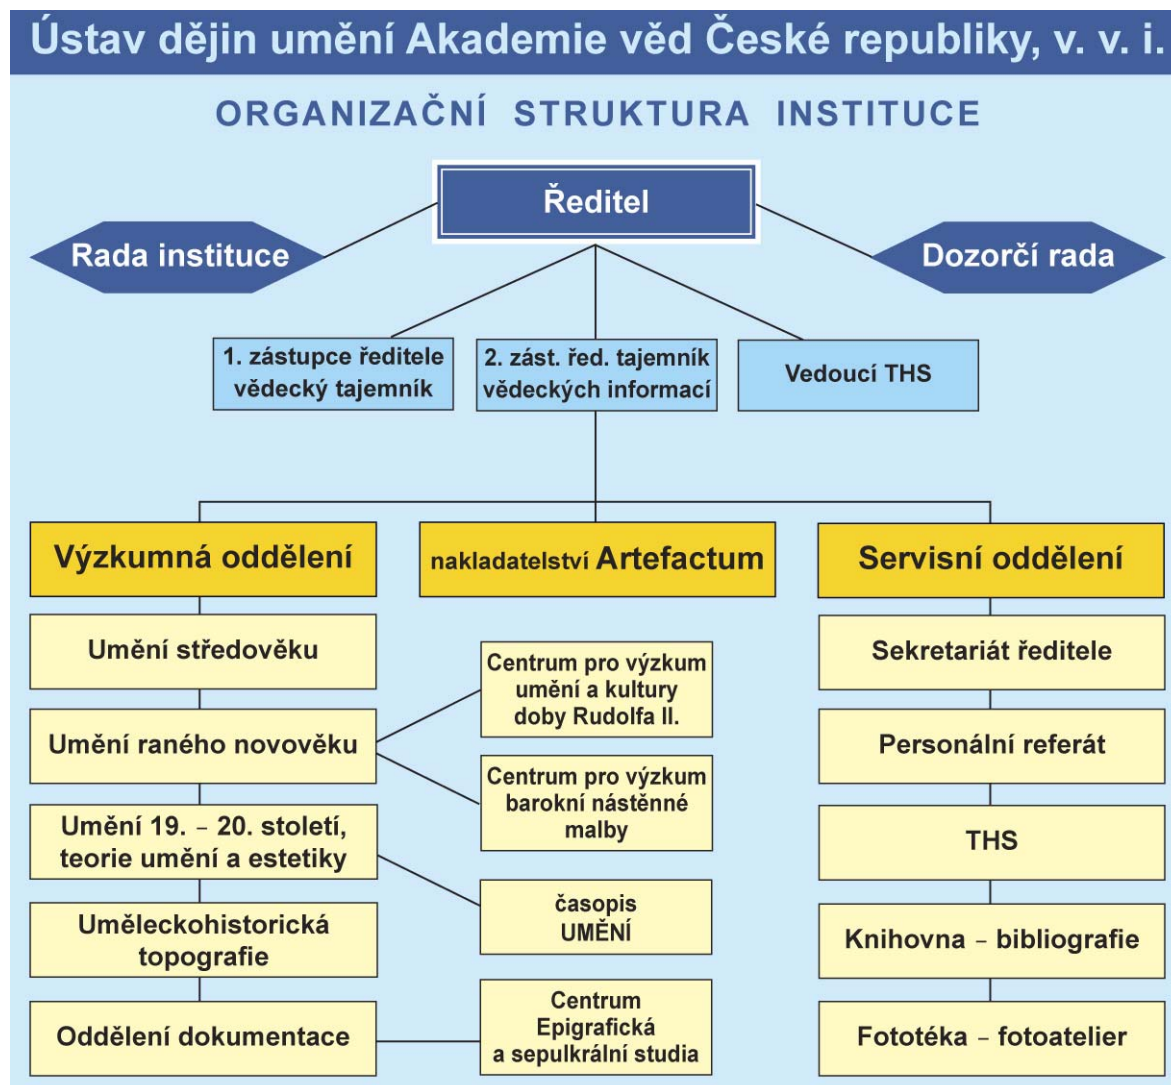 Ústav dějin umění Akademie věd České republiky, v. v. i.
ORGANIZAČNÍ STRUKTURA INSTITUCE
Ředitel
Rada instituce
Dozorčí rada
1. zástupce ředitele
vědecký tajemník
2. zást. řed. tajemník
vědeckých informací
Vedoucí THS
Výzkumná oddělení
nakladatelství Artefactum
Servisní oddělení
Umění středověku
Umění raného novověku
Umění 19. – 20. století,
teorie umění a estetiky
Uměleckohistorická
topografie
Oddělení dokumentace
Centrum pro výzkum
umění a kultury
doby Rudolfa II.
Centrum pro výzkum
barokní nástěnné
malby
časopis
UMĚNÍ
Centrum
Epigrafická
a sepulkrální studia
Sekretariát ředitele
Personální referát
THS
Knihovna – bibliografie
Fototéka – fotoatelier